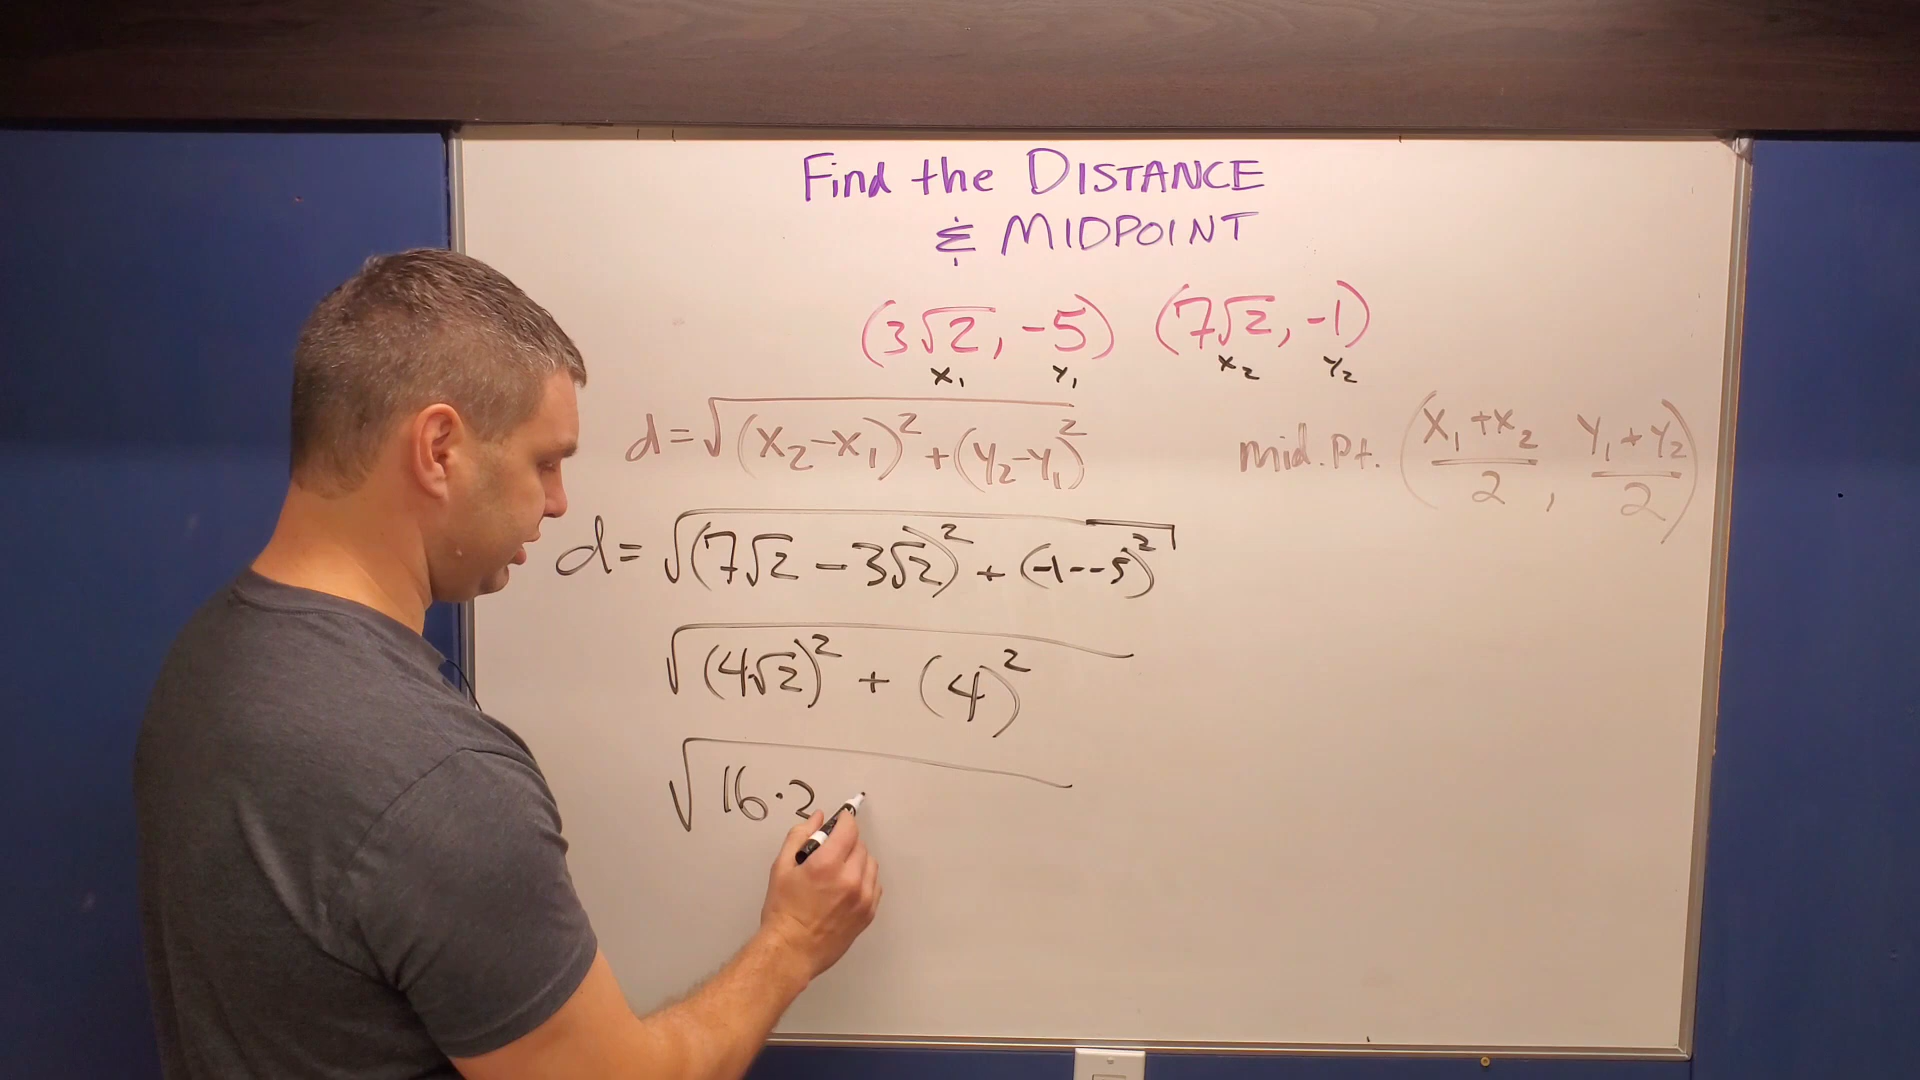 Find the DISTANCE
& MIDPOINT
(3√2, -5) (7√2, -1)
x₁ y₁ x₂ y₂
d=√(x₂-x₁)²+(y₂-y₁)²
mid.Pt. (x₁+x₂/2, y₁+y₂/2)
d=√(7√2 - 3√2)² + (-1--5)²
√(4√2)² + (4)²
√16·2